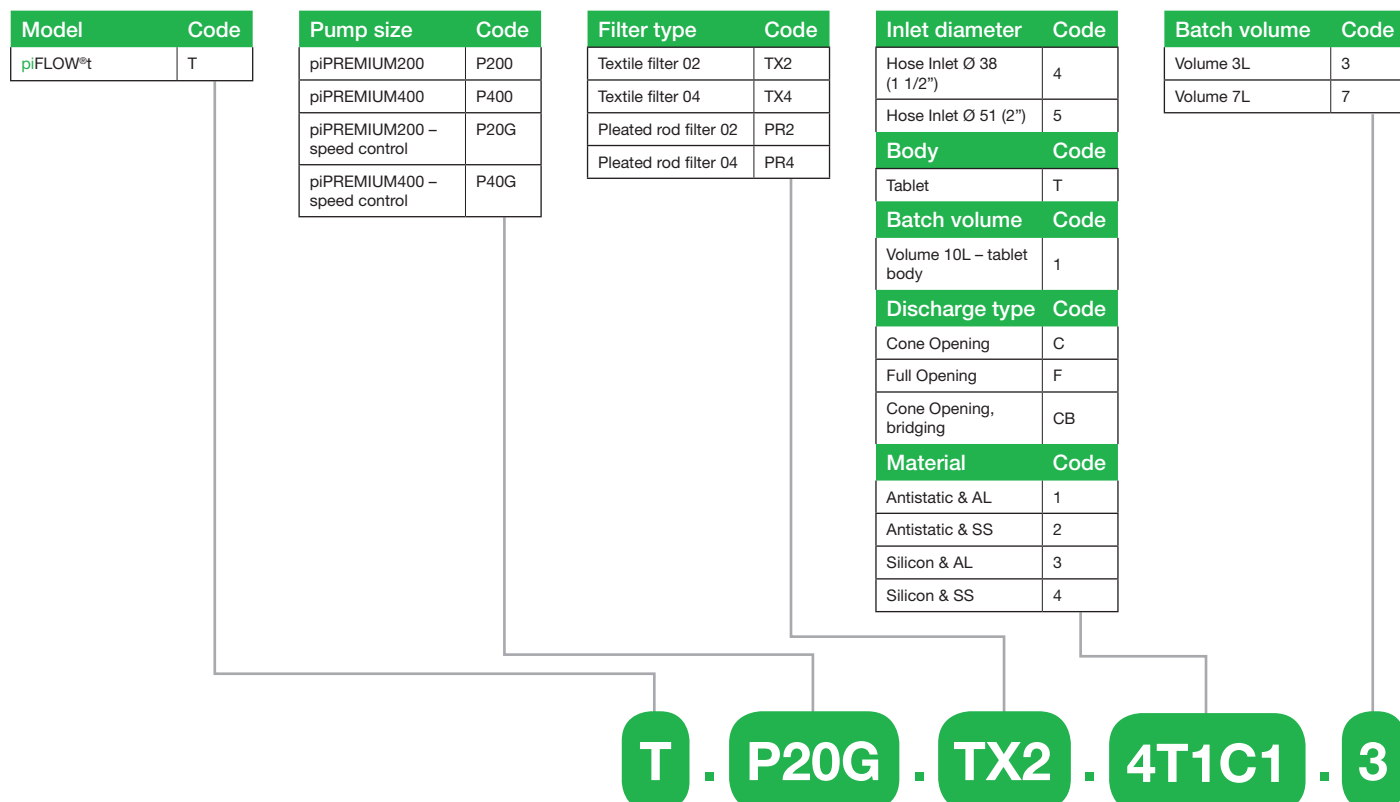 Model Code
piFLOW®t T
Pump size Code
piPREMIUM200 P200
piPREMIUM400 P400
piPREMIUM200 –
speed control P20G
piPREMIUM400 –
speed control P40G
Filter type Code
Textile filter 02 TX2
Textile filter 04 TX4
Pleated rod filter 02 PR2
Pleated rod filter 04 PR4
Inlet diameter Code
Hose Inlet Ø 38
(1 1/2”) 4
Hose Inlet Ø 51 (2”) 5
Body Code
Tablet T
Batch volume Code
Volume 10L – tablet
body 1
Discharge type Code
Cone Opening C
Full Opening F
Cone Opening,
bridging CB
Material Code
Antistatic & AL 1
Antistatic & SS 2
Silicon & AL 3
Silicon & SS 4
Batch volume Code
Volume 3L 3
Volume 7L 7
T . P20G . TX2 . 4T1C1 . 3